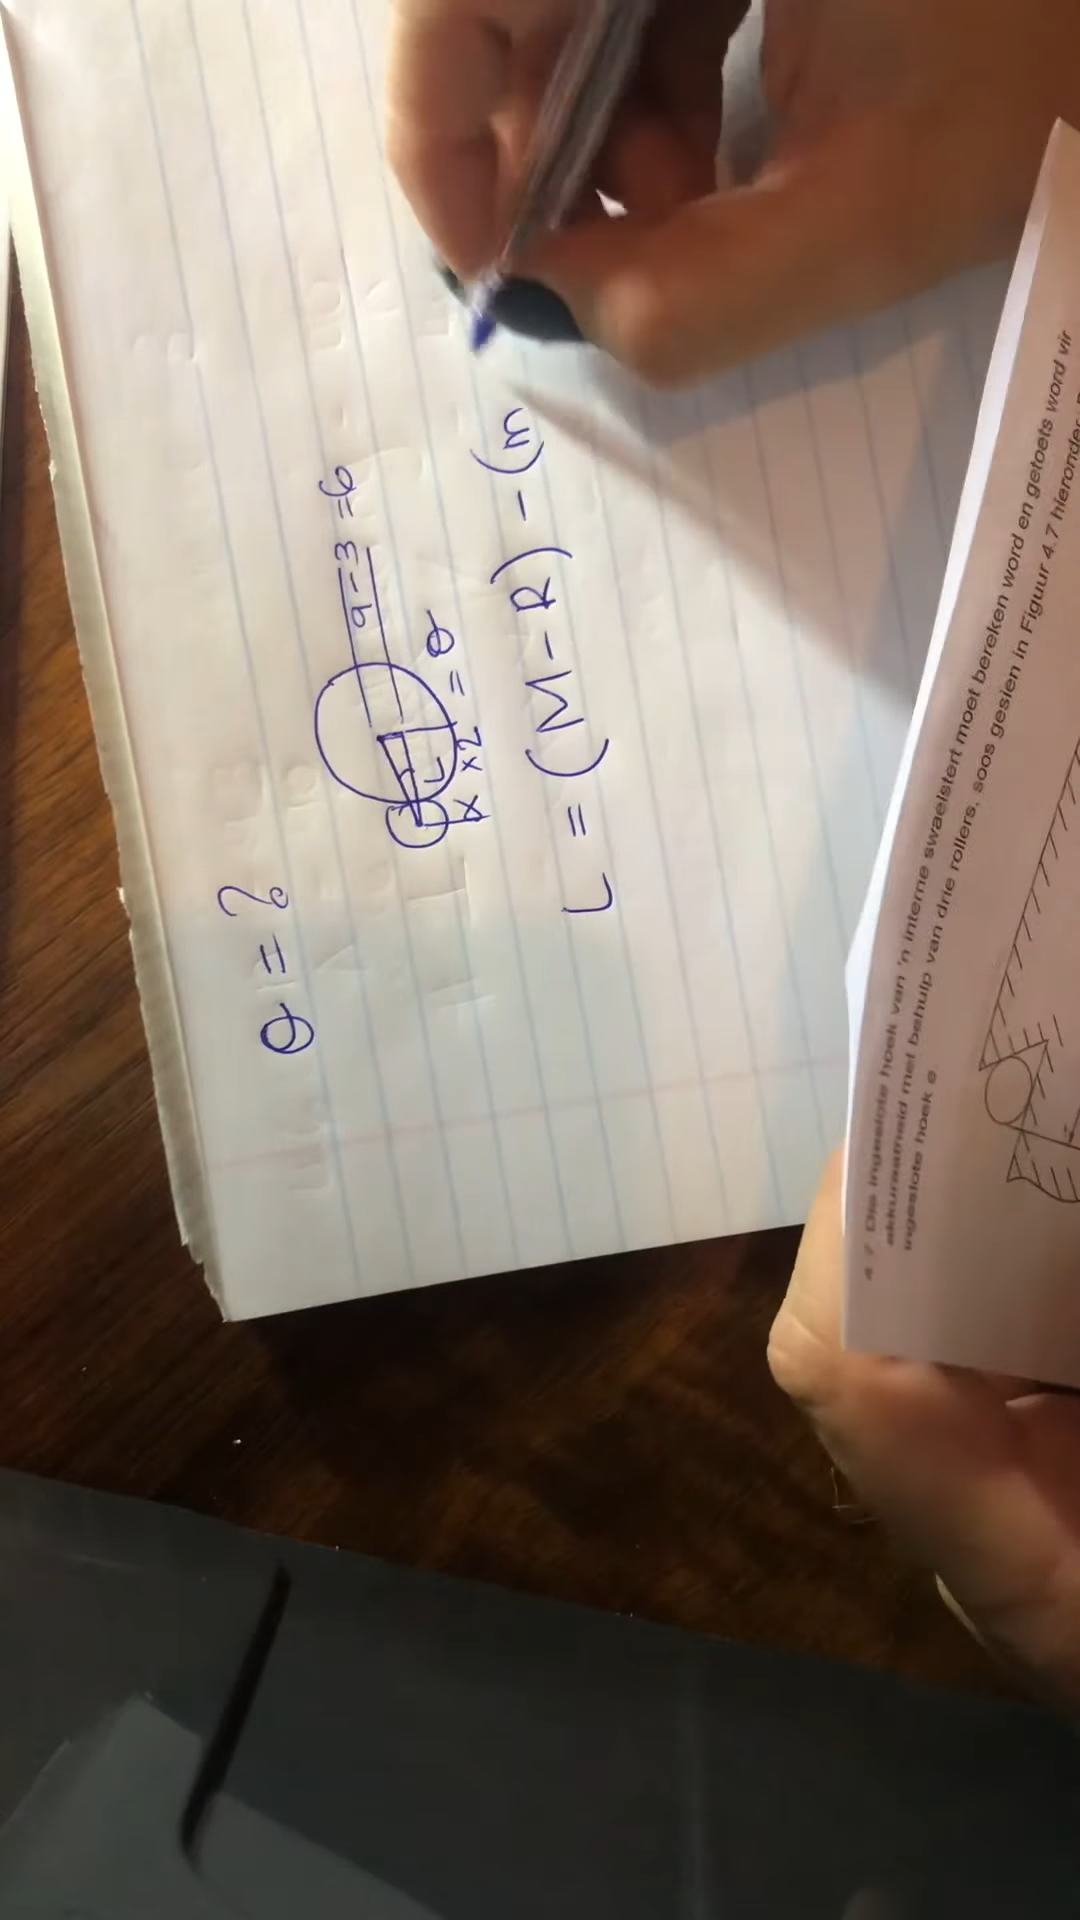 θ = ?
9-3 =6
L
x x2 = θ
L = (M-R) - (m
4.7 Die ingeslote hoek van 'n interne swaelstert moet bereken word en getoets word vir
akkuraatheid met behulp van drie rollers, soos gesien in Figuur 4.7 hieronder.
ingeslote hoek